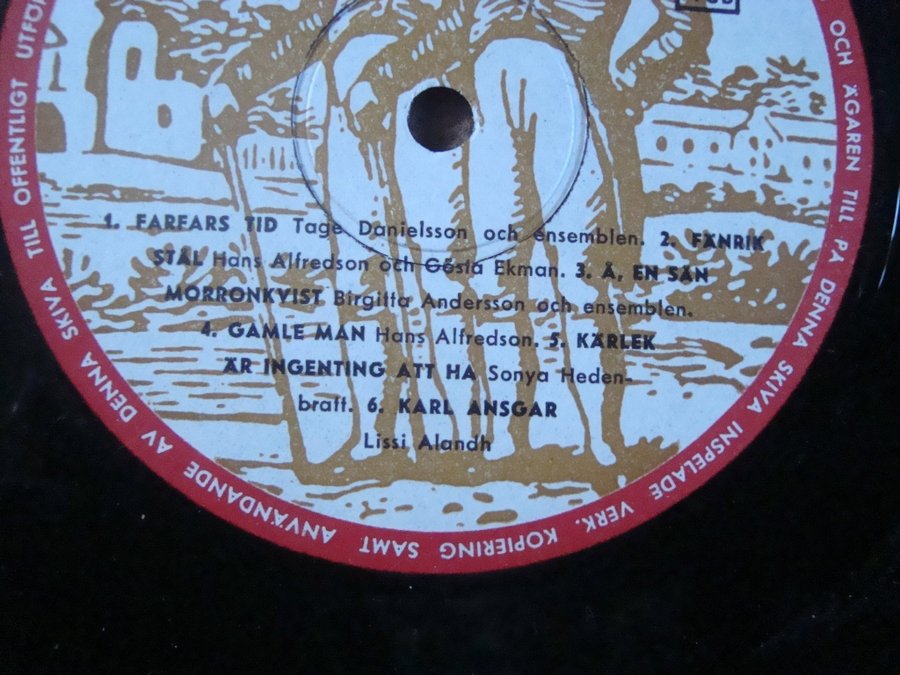 1. FARFARS TID Tage Danielsson och ensemblen. 2. FÄNRIK
STÅL Hans Alfredson och Gösta Ekman. 3. Å, EN SÅN
MORRONKVIST Birgitta Andersson och ensemblen.
4. GAMLE MAN Hans Alfredson. 5. KÄRLEK
ÄR INGENTING ATT HA Sonya Heden-
bratt. 6. KARL ANSGAR
Lissi Alandh
OCH ÄGAREN TILL PÅ DENNA SKIVA INSPELADE VERK. KOPIERING SAMT ANVÄNDANDE AV DENNA SKIVA TILL OFFENTLIGT